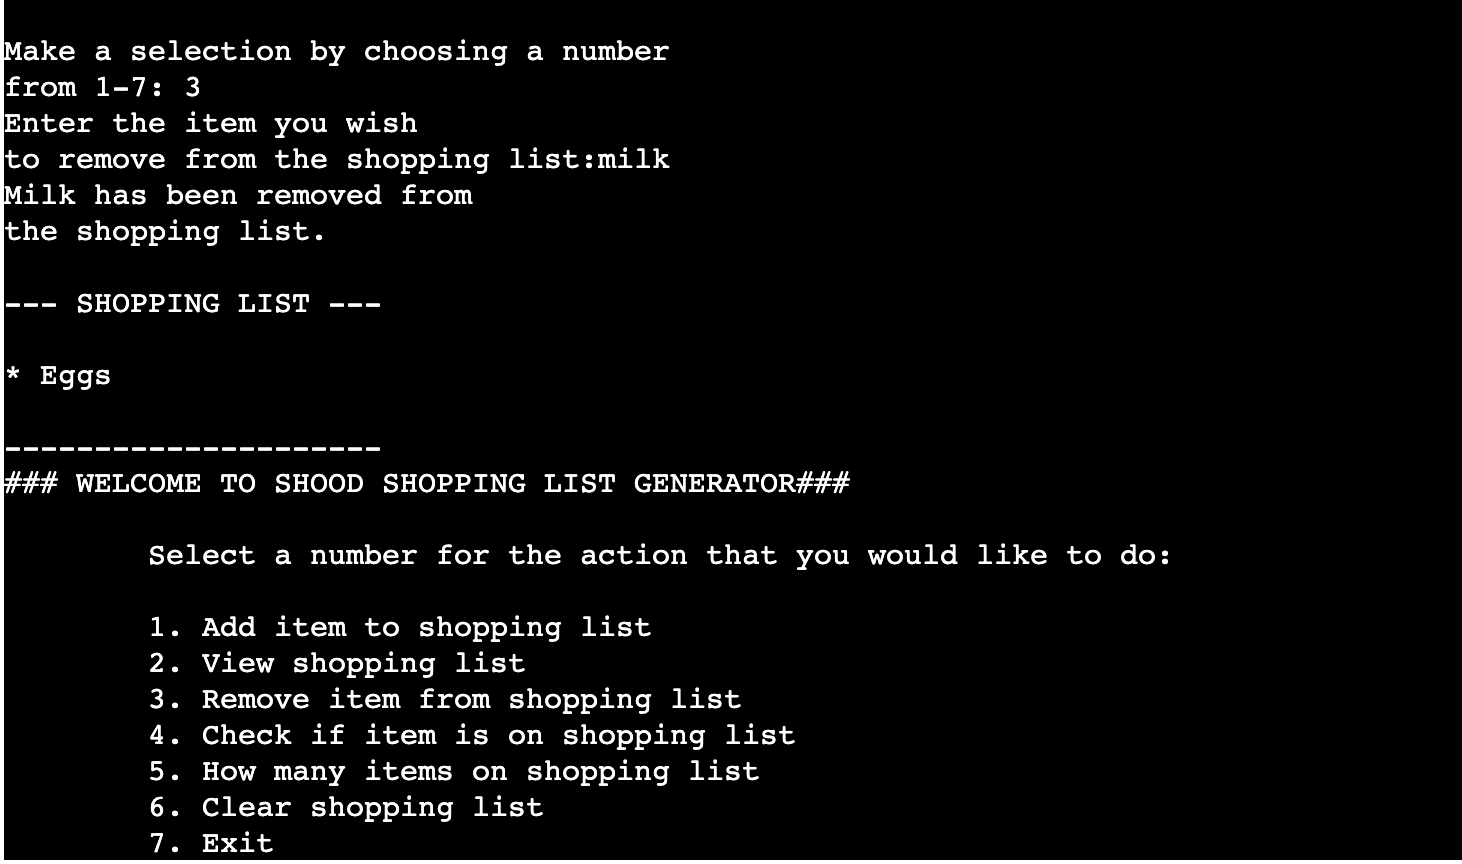 Make a selection by choosing a number
from 1-7: 3
Enter the item you wish
to remove from the shopping list:milk
Milk has been removed from
the shopping list.
--- SHOPPING LIST ---
* Eggs
---------------------
### WELCOME TO SHOOD SHOPPING LIST GENERATOR###
Select a number for the action that you would like to do:
1. Add item to shopping list
2. View shopping list
3. Remove item from shopping list
4. Check if item is on shopping list
5. How many items on shopping list
6. Clear shopping list
7. Exit